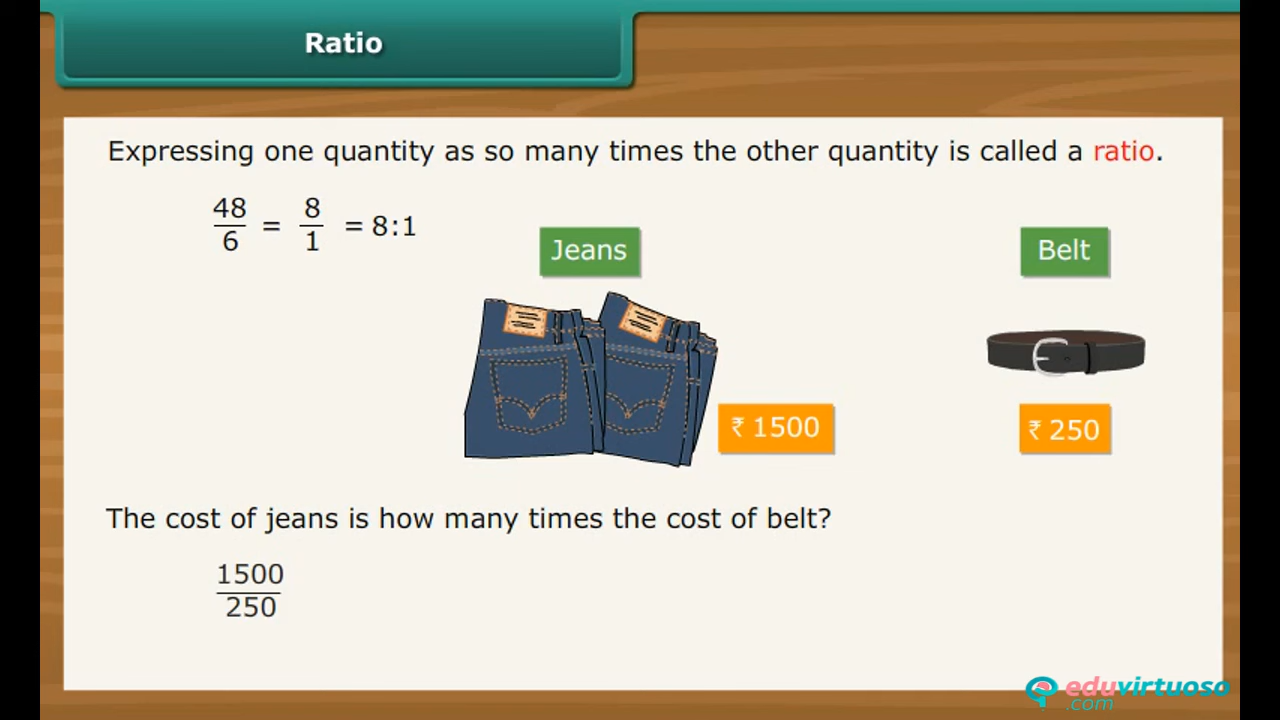 Ratio
Expressing one quantity as so many times the other quantity is called a ratio.
48/6 = 8/1 = 8:1
Jeans
Belt
₹ 1500
₹ 250
The cost of jeans is how many times the cost of belt?
1500/250
eduvirtuoso
.com